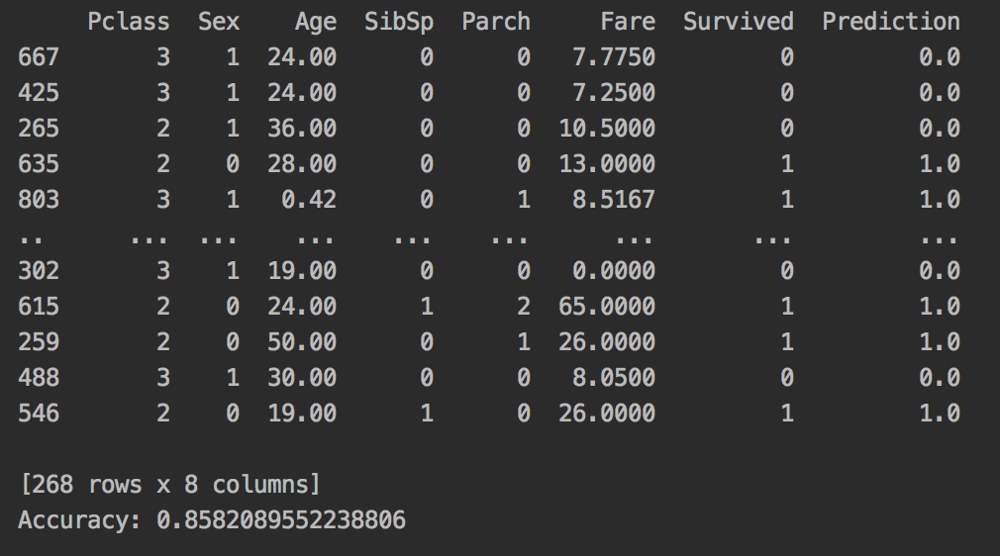 Pclass Sex Age SibSp Parch Fare Survived Prediction
667 3 1 24.00 0 0 7.7750 0 0.0
425 3 1 24.00 0 0 7.2500 0 0.0
265 2 1 36.00 0 0 10.5000 0 0.0
635 2 0 28.00 0 0 13.0000 1 1.0
803 3 1 0.42 0 1 8.5167 1 1.0
.. ... ... ... ... ... ... ... ...
302 3 1 19.00 0 0 0.0000 0 0.0
615 2 0 24.00 1 2 65.0000 1 1.0
259 2 0 50.00 0 1 26.0000 1 1.0
488 3 1 30.00 0 0 8.0500 0 0.0
546 2 0 19.00 1 0 26.0000 1 1.0
[268 rows x 8 columns]
Accuracy: 0.8582089552238806